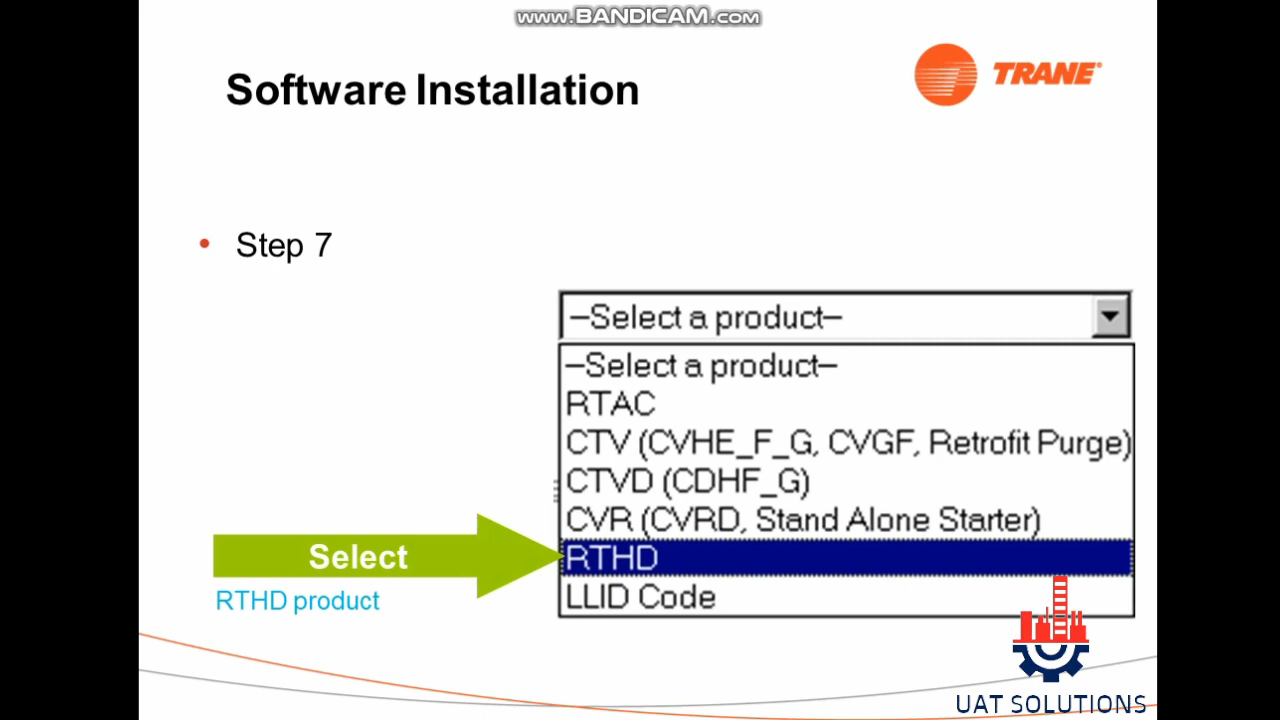 www.BANDICAM.com
Software Installation
TRANE®
• Step 7
–Select a product–
–Select a product–
RTAC
CTV (CVHE_F_G, CVGF, Retrofit Purge)
CTVD (CDHF_G)
CVR (CVRD, Stand Alone Starter)
Select
RTHD
RTHD product
LLID Code
UAT SOLUTIONS